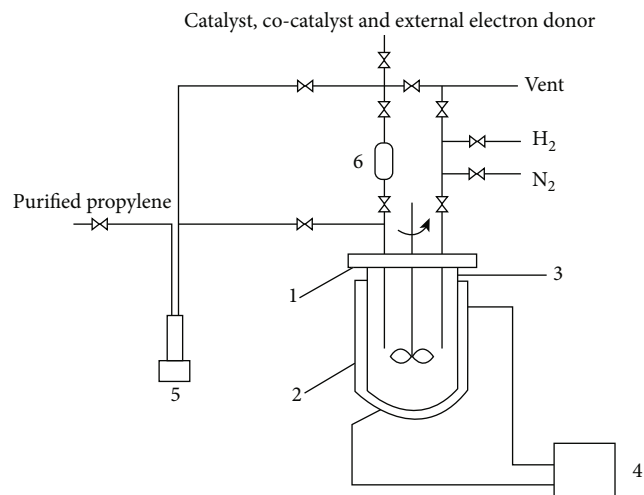 Catalyst, co-catalyst and external electron donor
Vent
H₂
6
N₂
Purified propylene
3
1
2
5
4